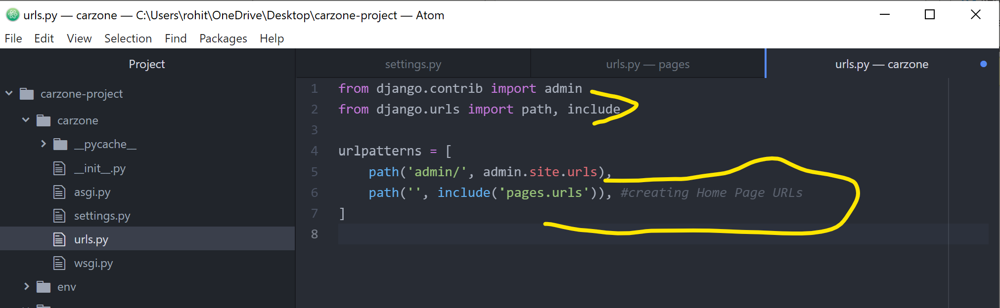 urls.py — carzone — C:\Users\rohit\OneDrive\Desktop\carzone-project — Atom
File Edit View Selection Find Packages Help
Project
settings.py
urls.py — pages
urls.py — carzone
carzone-project
carzone
__pycache__
__init__.py
asgi.py
settings.py
urls.py
wsgi.py
env
1 from django.contrib import admin
2 from django.urls import path, include
3
4 urlpatterns = [
5     path('admin/', admin.site.urls),
6     path('', include('pages.urls')), #creating Home Page URLs
7 ]
8